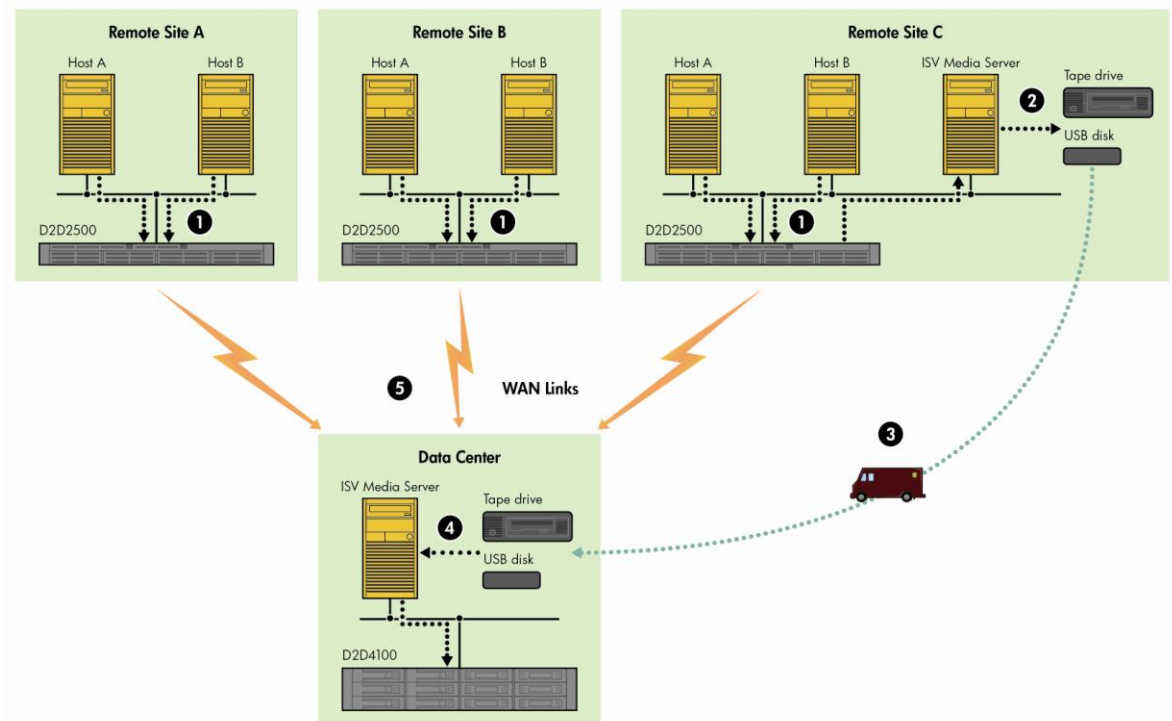 Remote Site A
Host A
Host B
1
D2D2500
Remote Site B
Host A
Host B
1
D2D2500
Remote Site C
Host A
Host B
ISV Media Server
Tape drive
2
USB disk
1
D2D2500
5
WAN Links
3
Data Center
ISV Media Server
Tape drive
4
USB disk
D2D4100